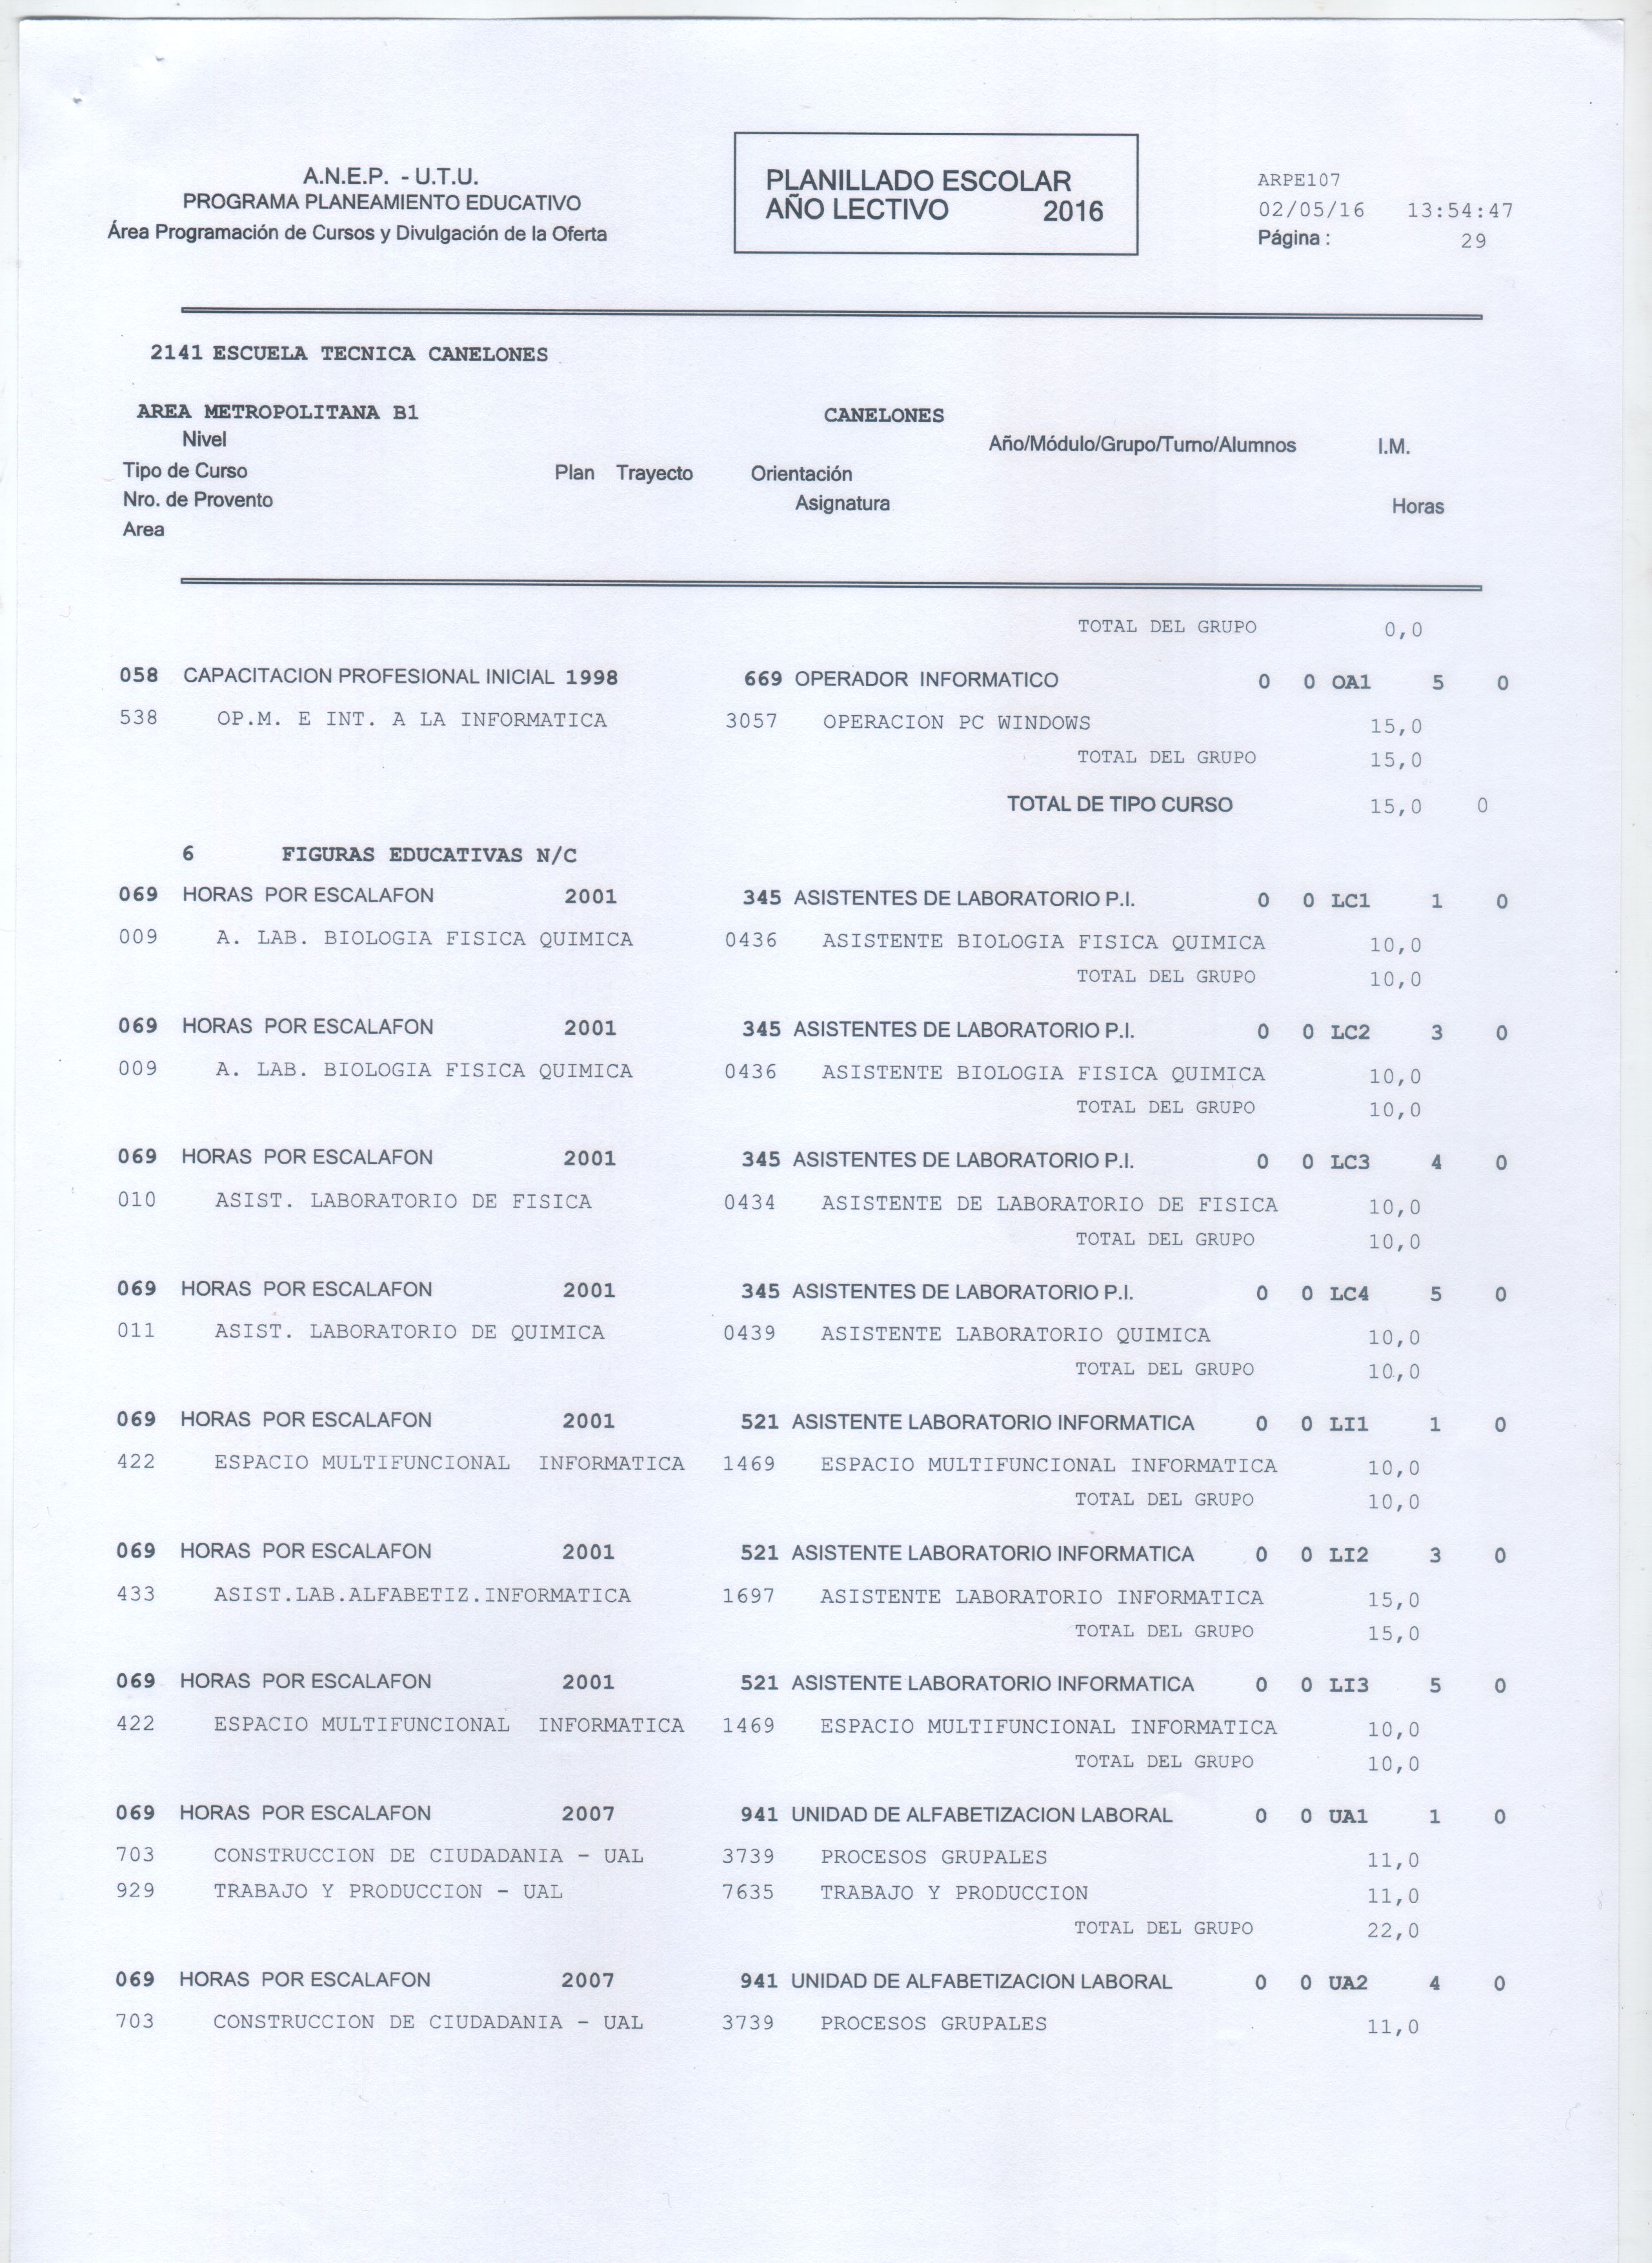 A.N.E.P. - U.T.U.
PROGRAMA PLANEAMIENTO EDUCATIVO
Área Programación de Cursos y Divulgación de la Oferta
PLANILLADO ESCOLAR
AÑO LECTIVO 2016
ARPE107
02/05/16 13:54:47
Página : 29
2141 ESCUELA TECNICA CANELONES
AREA METROPOLITANA B1 CANELONES
Nivel Año/Módulo/Grupo/Turno/Alumnos I.M.
Tipo de Curso Plan Trayecto Orientación
Nro. de Provento Asignatura Horas
Area
TOTAL DEL GRUPO 0,0
058 CAPACITACION PROFESIONAL INICIAL 1998 669 OPERADOR INFORMATICO 0 0 OA1 5 0
538 OP.M. E INT. A LA INFORMATICA 3057 OPERACION PC WINDOWS 15,0
TOTAL DEL GRUPO 15,0
TOTAL DE TIPO CURSO 15,0 0
6 FIGURAS EDUCATIVAS N/C
069 HORAS POR ESCALAFON 2001 345 ASISTENTES DE LABORATORIO P.I. 0 0 LC1 1 0
009 A. LAB. BIOLOGIA FISICA QUIMICA 0436 ASISTENTE BIOLOGIA FISICA QUIMICA 10,0
TOTAL DEL GRUPO 10,0
069 HORAS POR ESCALAFON 2001 345 ASISTENTES DE LABORATORIO P.I. 0 0 LC2 3 0
009 A. LAB. BIOLOGIA FISICA QUIMICA 0436 ASISTENTE BIOLOGIA FISICA QUIMICA 10,0
TOTAL DEL GRUPO 10,0
069 HORAS POR ESCALAFON 2001 345 ASISTENTES DE LABORATORIO P.I. 0 0 LC3 4 0
010 ASIST. LABORATORIO DE FISICA 0434 ASISTENTE DE LABORATORIO DE FISICA 10,0
TOTAL DEL GRUPO 10,0
069 HORAS POR ESCALAFON 2001 345 ASISTENTES DE LABORATORIO P.I. 0 0 LC4 5 0
011 ASIST. LABORATORIO DE QUIMICA 0439 ASISTENTE LABORATORIO QUIMICA 10,0
TOTAL DEL GRUPO 10,0
069 HORAS POR ESCALAFON 2001 521 ASISTENTE LABORATORIO INFORMATICA 0 0 LI1 1 0
422 ESPACIO MULTIFUNCIONAL INFORMATICA 1469 ESPACIO MULTIFUNCIONAL INFORMATICA 10,0
TOTAL DEL GRUPO 10,0
069 HORAS POR ESCALAFON 2001 521 ASISTENTE LABORATORIO INFORMATICA 0 0 LI2 3 0
433 ASIST.LAB.ALFABETIZ.INFORMATICA 1697 ASISTENTE LABORATORIO INFORMATICA 15,0
TOTAL DEL GRUPO 15,0
069 HORAS POR ESCALAFON 2001 521 ASISTENTE LABORATORIO INFORMATICA 0 0 LI3 5 0
422 ESPACIO MULTIFUNCIONAL INFORMATICA 1469 ESPACIO MULTIFUNCIONAL INFORMATICA 10,0
TOTAL DEL GRUPO 10,0
069 HORAS POR ESCALAFON 2007 941 UNIDAD DE ALFABETIZACION LABORAL 0 0 UA1 1 0
703 CONSTRUCCION DE CIUDADANIA - UAL 3739 PROCESOS GRUPALES 11,0
929 TRABAJO Y PRODUCCION - UAL 7635 TRABAJO Y PRODUCCION 11,0
TOTAL DEL GRUPO 22,0
069 HORAS POR ESCALAFON 2007 941 UNIDAD DE ALFABETIZACION LABORAL 0 0 UA2 4 0
703 CONSTRUCCION DE CIUDADANIA - UAL 3739 PROCESOS GRUPALES 11,0